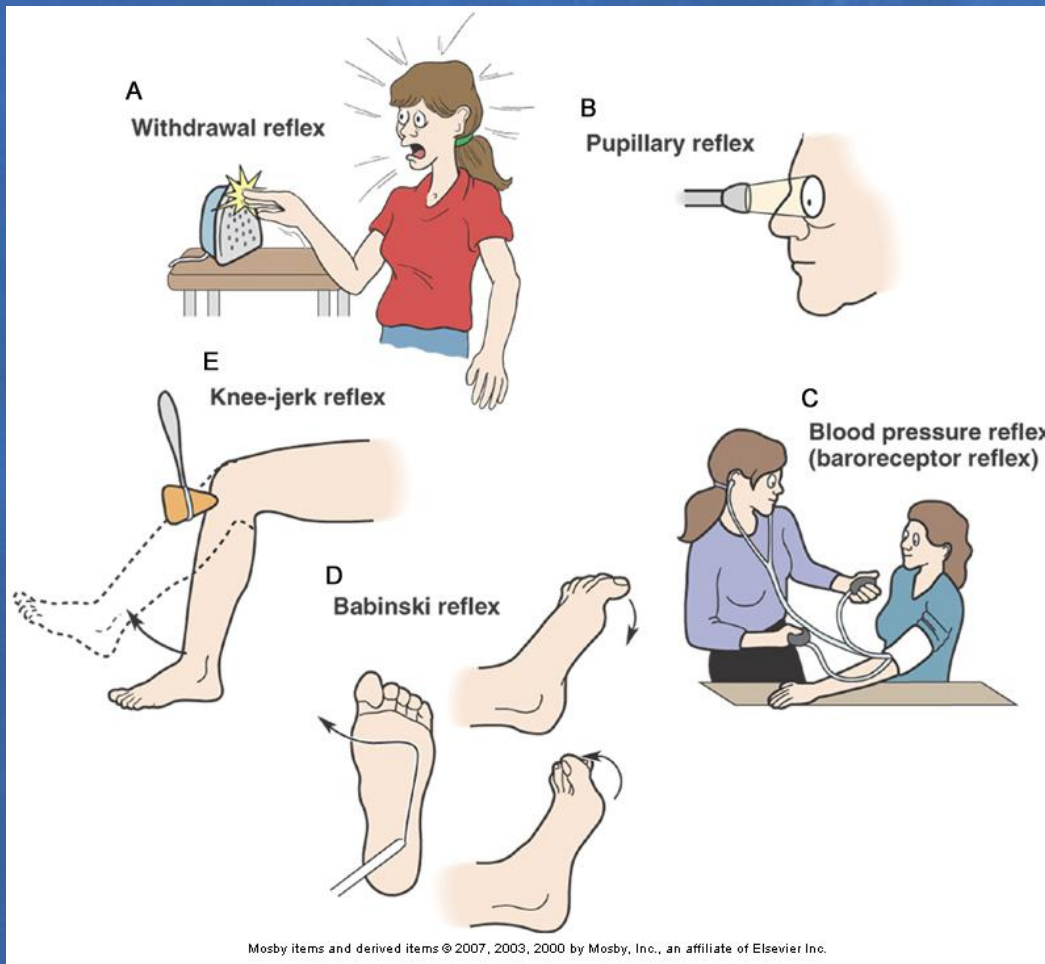 A
Withdrawal reflex
B
Pupillary reflex
E
Knee-jerk reflex
C
Blood pressure reflex
(baroreceptor reflex)
D
Babinski reflex
Mosby items and derived items © 2007, 2003, 2000 by Mosby, Inc., an affiliate of Elsevier Inc.